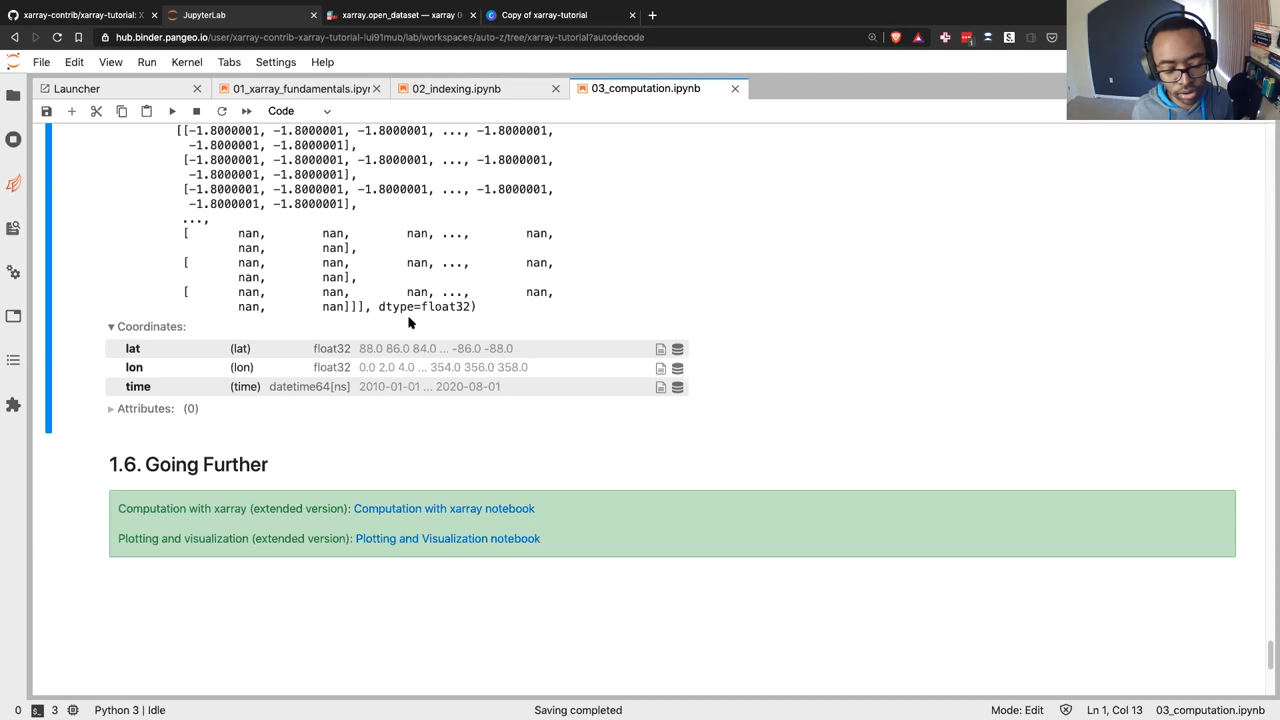 xarray-contrib/xarray-tutorial: X
JupyterLab
xarray.open_dataset — xarray 0
Copy of xarray-tutorial
hub.binder.pangeo.io/user/xarray-contrib-xarray-tutorial-lui91mub/lab/workspaces/auto-z/tree/xarray-tutorial?autodecode
File Edit View Run Kernel Tabs Settings Help
Launcher
01_xarray_fundamentals.ipyn
02_indexing.ipynb
03_computation.ipynb
Code
[[-1.8000001, -1.8000001, -1.8000001, ..., -1.8000001,
-1.8000001, -1.8000001],
[-1.8000001, -1.8000001, -1.8000001, ..., -1.8000001,
-1.8000001, -1.8000001],
[-1.8000001, -1.8000001, -1.8000001, ..., -1.8000001,
-1.8000001, -1.8000001],
...,
[ nan, nan, nan, ..., nan,
nan, nan],
[ nan, nan, nan, ..., nan,
nan, nan],
[ nan, nan, nan, ..., nan,
nan, nan]]], dtype=float32)
Coordinates:
lat (lat) float32 88.0 86.0 84.0 ... -86.0 -88.0
lon (lon) float32 0.0 2.0 4.0 ... 354.0 356.0 358.0
time (time) datetime64[ns] 2010-01-01 ... 2020-08-01
Attributes: (0)
1.6. Going Further
Computation with xarray (extended version): Computation with xarray notebook
Plotting and visualization (extended version): Plotting and Visualization notebook
0 3 Python 3 | Idle Saving completed Mode: Edit Ln 1, Col 13 03_computation.ipynb